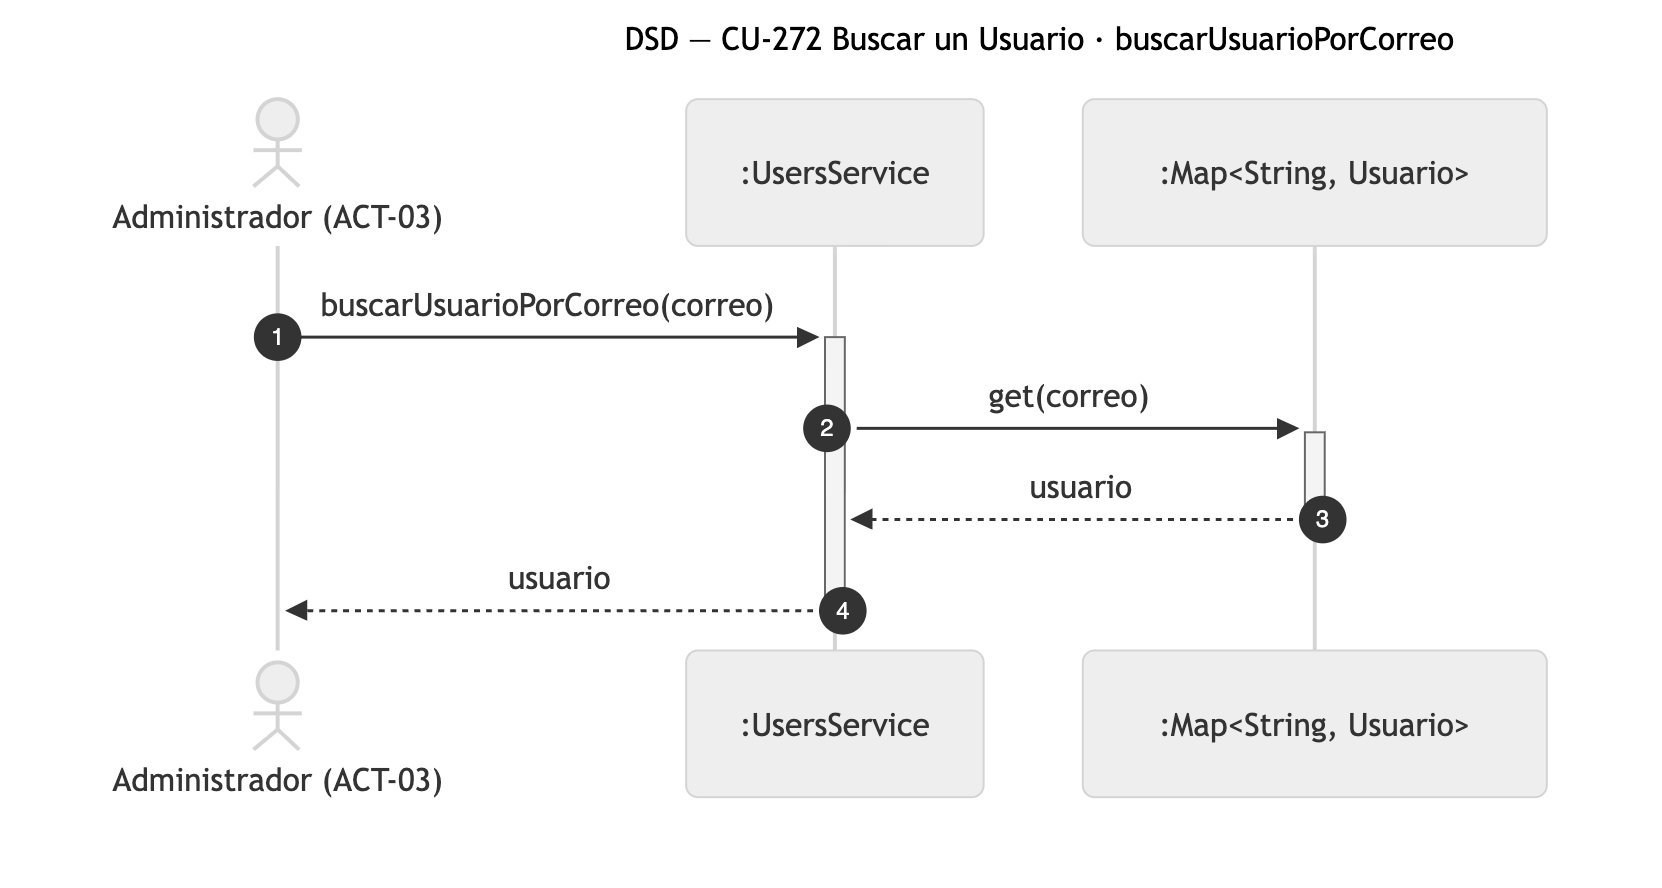 DSD — CU-272 Buscar un Usuario · buscarUsuarioPorCorreo
Administrador (ACT-03)
:UsersService
:Map<String, Usuario>
buscarUsuarioPorCorreo(correo)
1
get(correo)
2
usuario
3
usuario
4
Administrador (ACT-03)
:UsersService
:Map<String, Usuario>